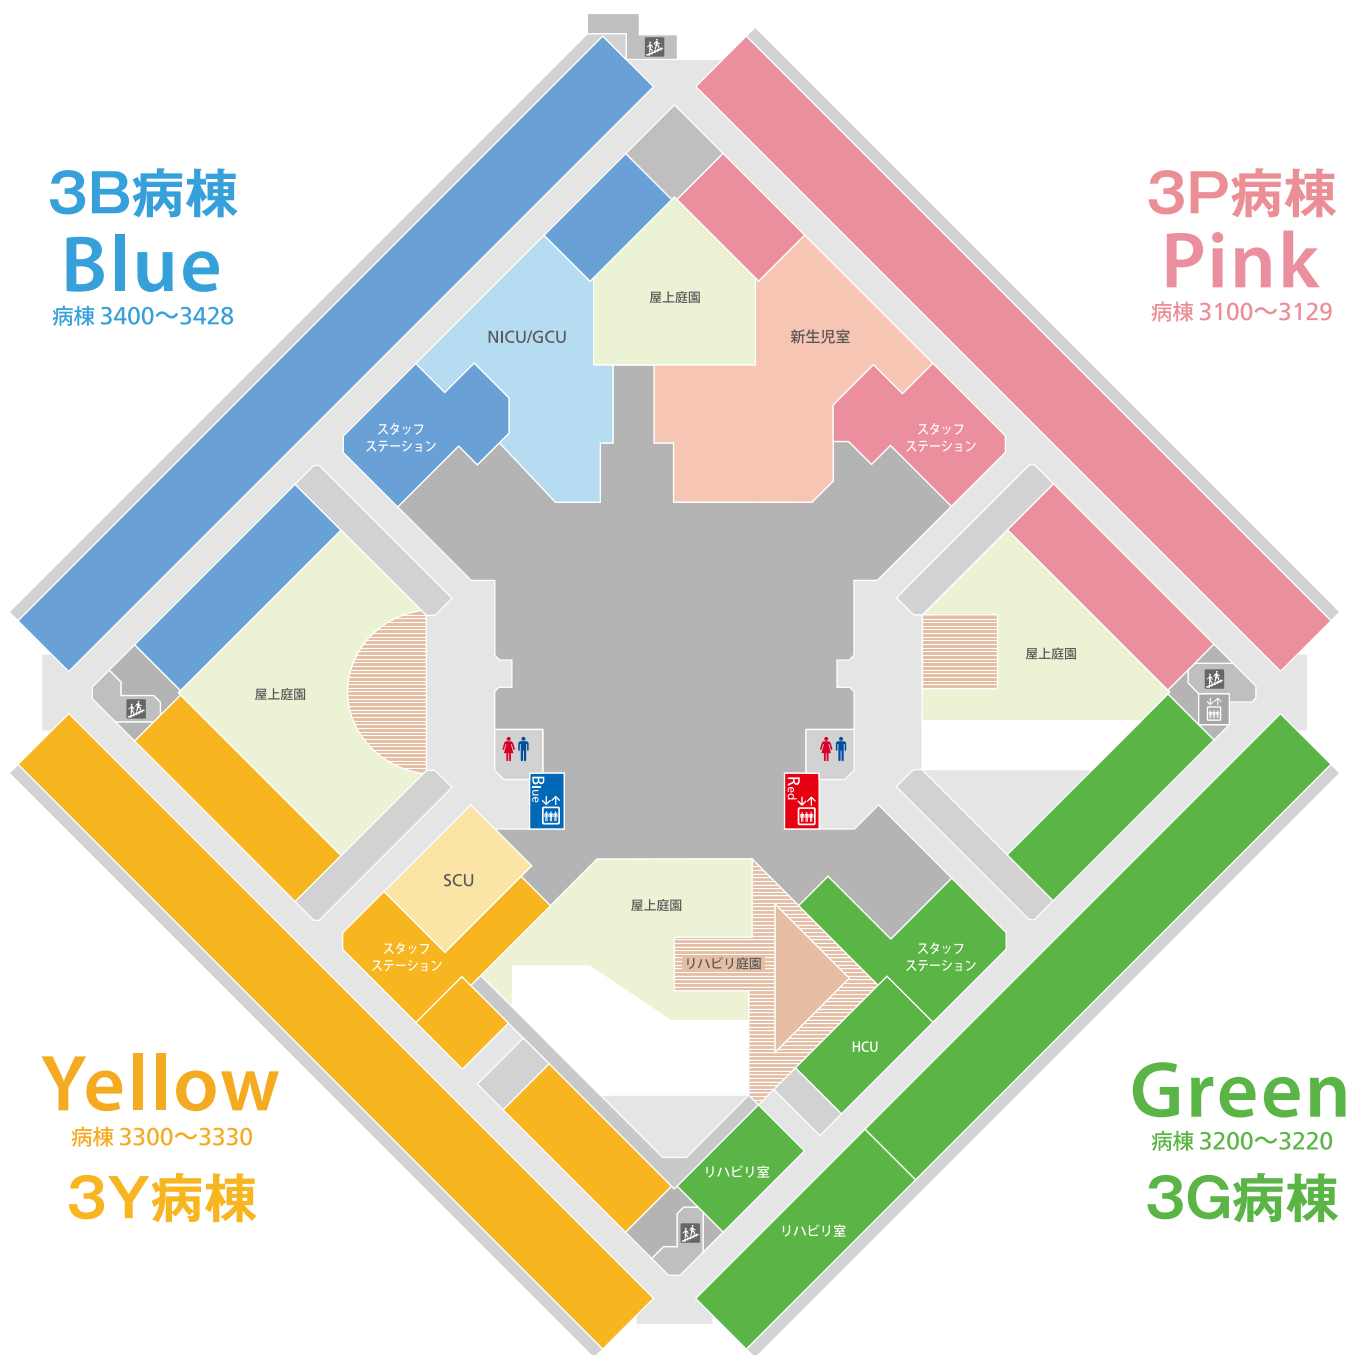 3B病棟
Blue
病棟 3400～3428
3P病棟
Pink
病棟 3100～3129
屋上庭園
NICU/GCU
新生児室
スタッフ
ステーション
スタッフ
ステーション
屋上庭園
屋上庭園
Blue
Red
SCU
屋上庭園
スタッフ
ステーション
リハビリ庭園
スタッフ
ステーション
HCU
Yellow
病棟 3300～3330
3Y病棟
Green
病棟 3200～3220
3G病棟
リハビリ室
リハビリ室